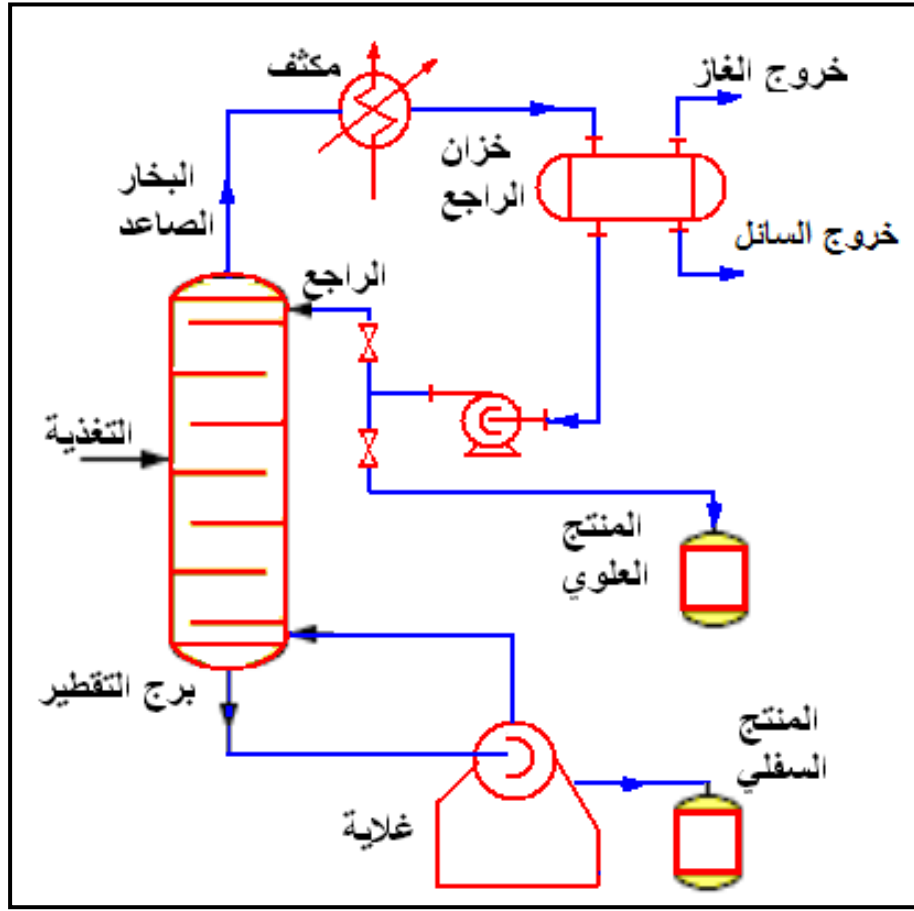 مكثف
خروج الغاز
خزان
الراجع
البخار
الصاعد
خروج السائل
الراجع
التغذية
المنتج
العلوي
برج التقطير
المنتج
السفلي
غلاية